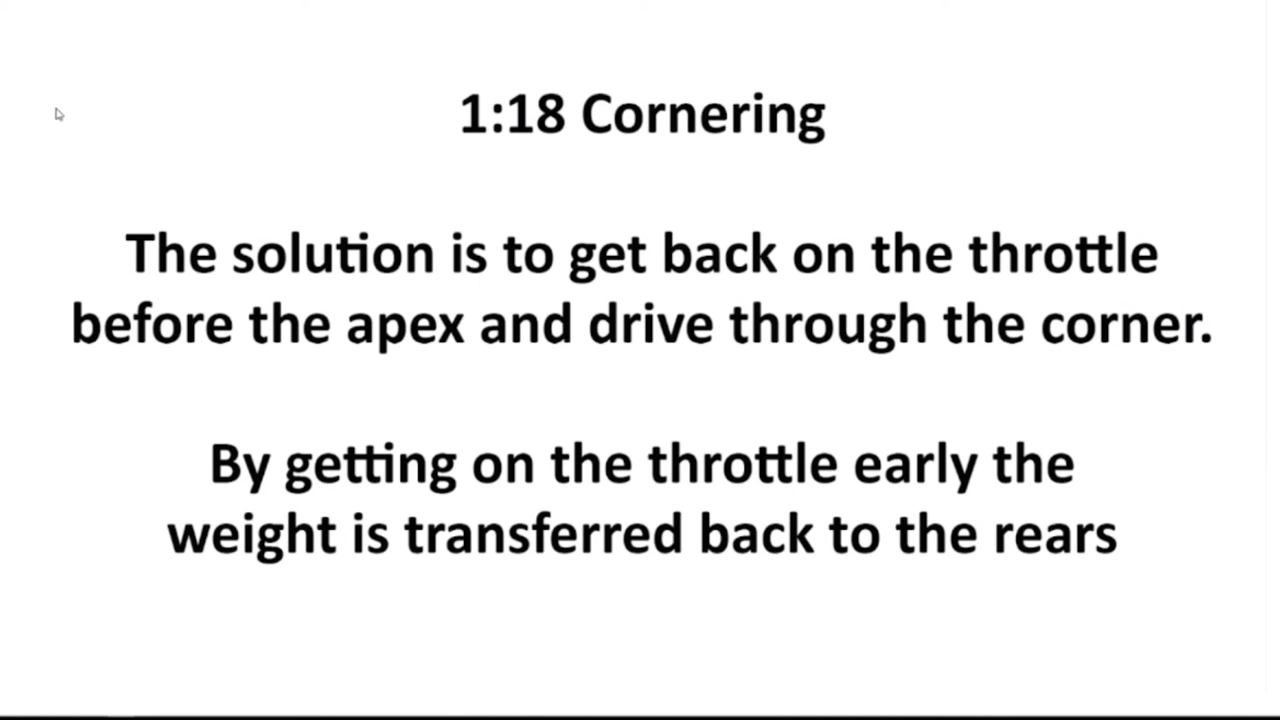 1:18 Cornering
The solution is to get back on the throttle
before the apex and drive through the corner.
By getting on the throttle early the
weight is transferred back to the rears